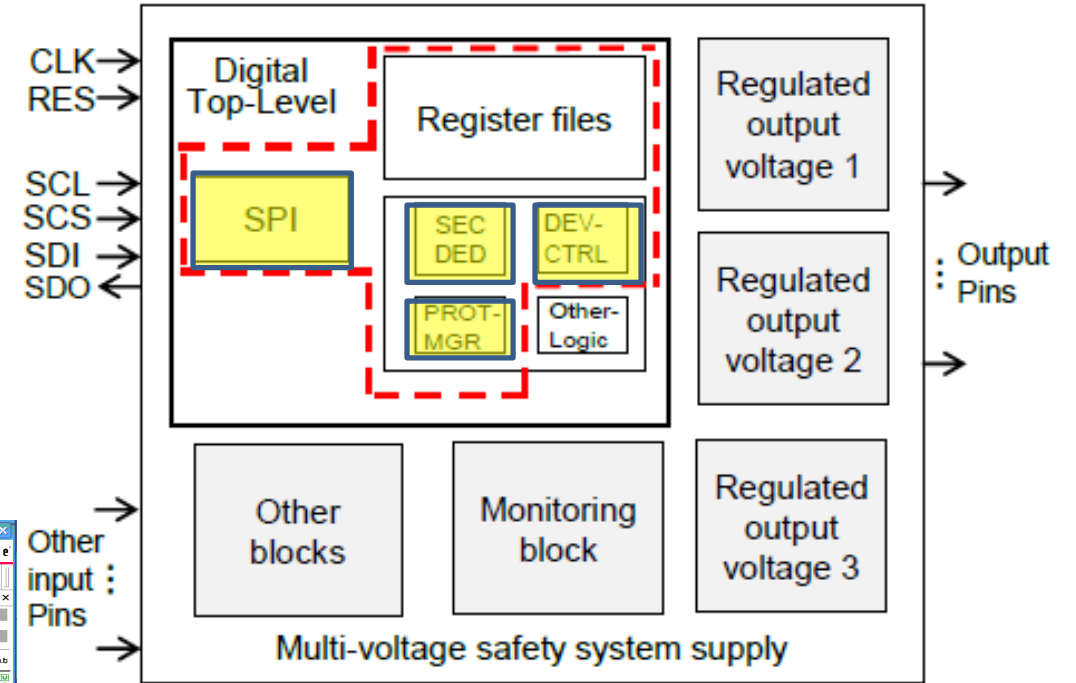 CLK
RES
SCL
SCS
SDI
SDO
Digital
Top-Level
Register files
SPI
SEC
DED
DEV-
CTRL
PROT-
MGR
Other-
Logic
Regulated
output
voltage 1
Regulated
output
voltage 2
Regulated
output
voltage 3
Output
Pins
Other
blocks
Monitoring
block
Other
input
Pins
Multi-voltage safety system supply